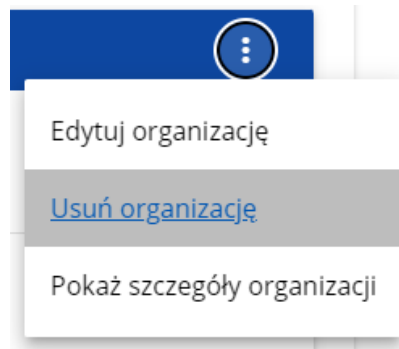 Edytuj organizację
Usuń organizację
Pokaż szczegóły organizacji